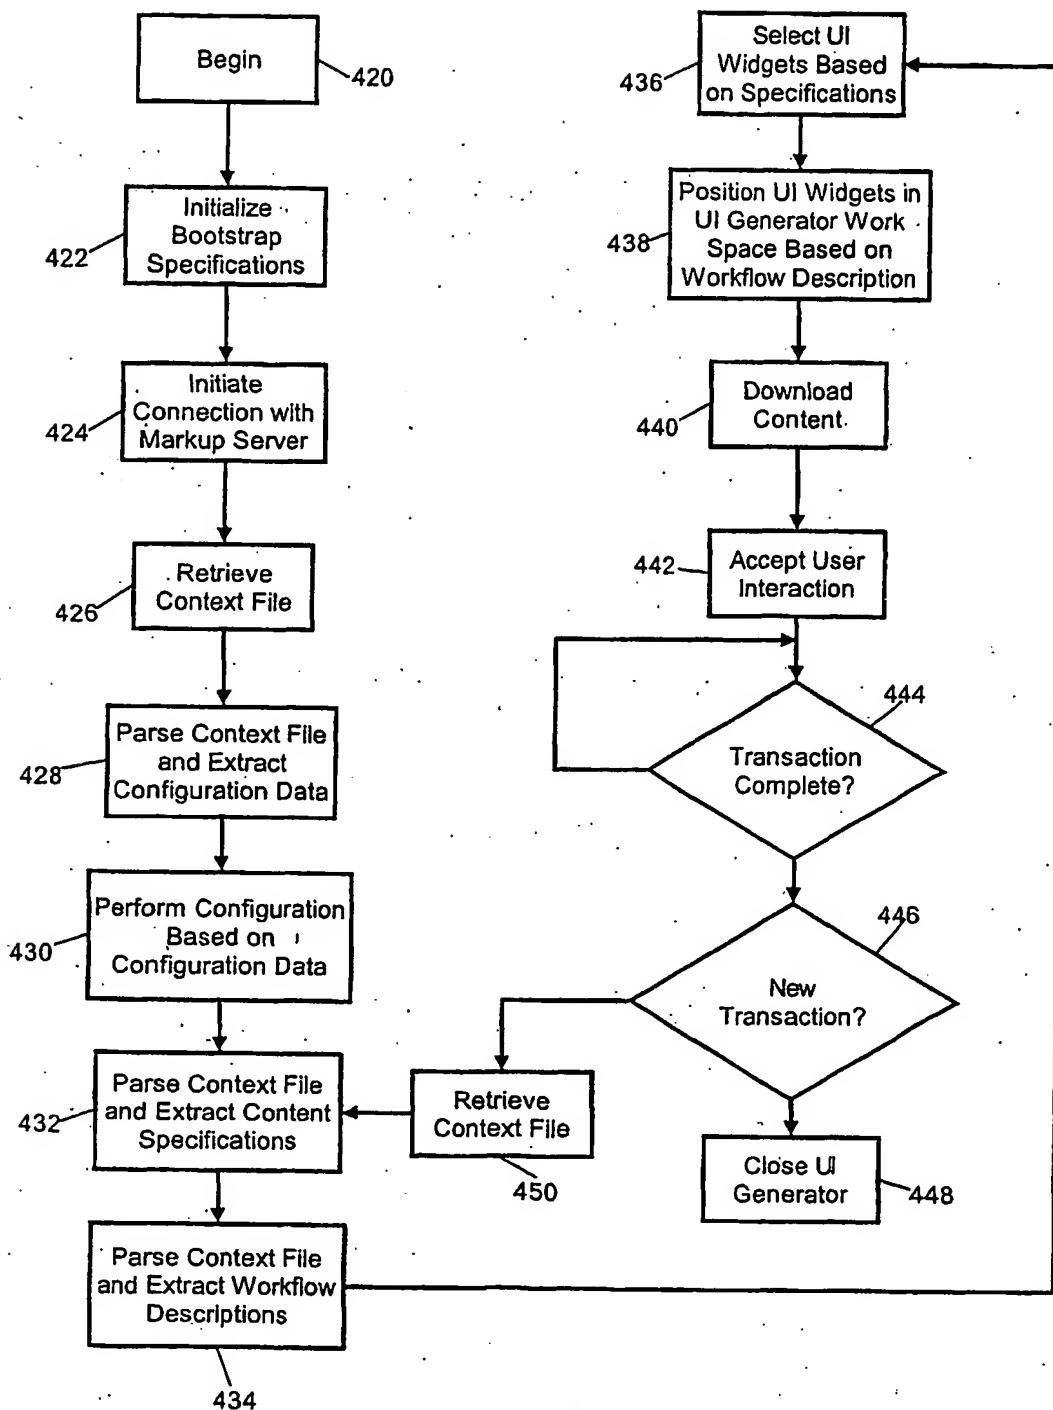 Begin
420
Initialize
Bootstrap
Specifications
422
Initiate
Connection with
Markup Server
424
Retrieve
Context File
426
Parse Context File
and Extract
Configuration Data
428
Perform Configuration
Based on
Configuration Data
430
Parse Context File
and Extract Content
Specifications
432
Parse Context File
and Extract Workflow
Descriptions
434
Select UI
Widgets Based
on Specifications
436
Position UI Widgets in
UI Generator Work
Space Based on
Workflow Description
438
Download
Content
440
Accept User
Interaction
442
Transaction
Complete?
444
New
Transaction?
446
Close UI
Generator
448
Retrieve
Context File
450